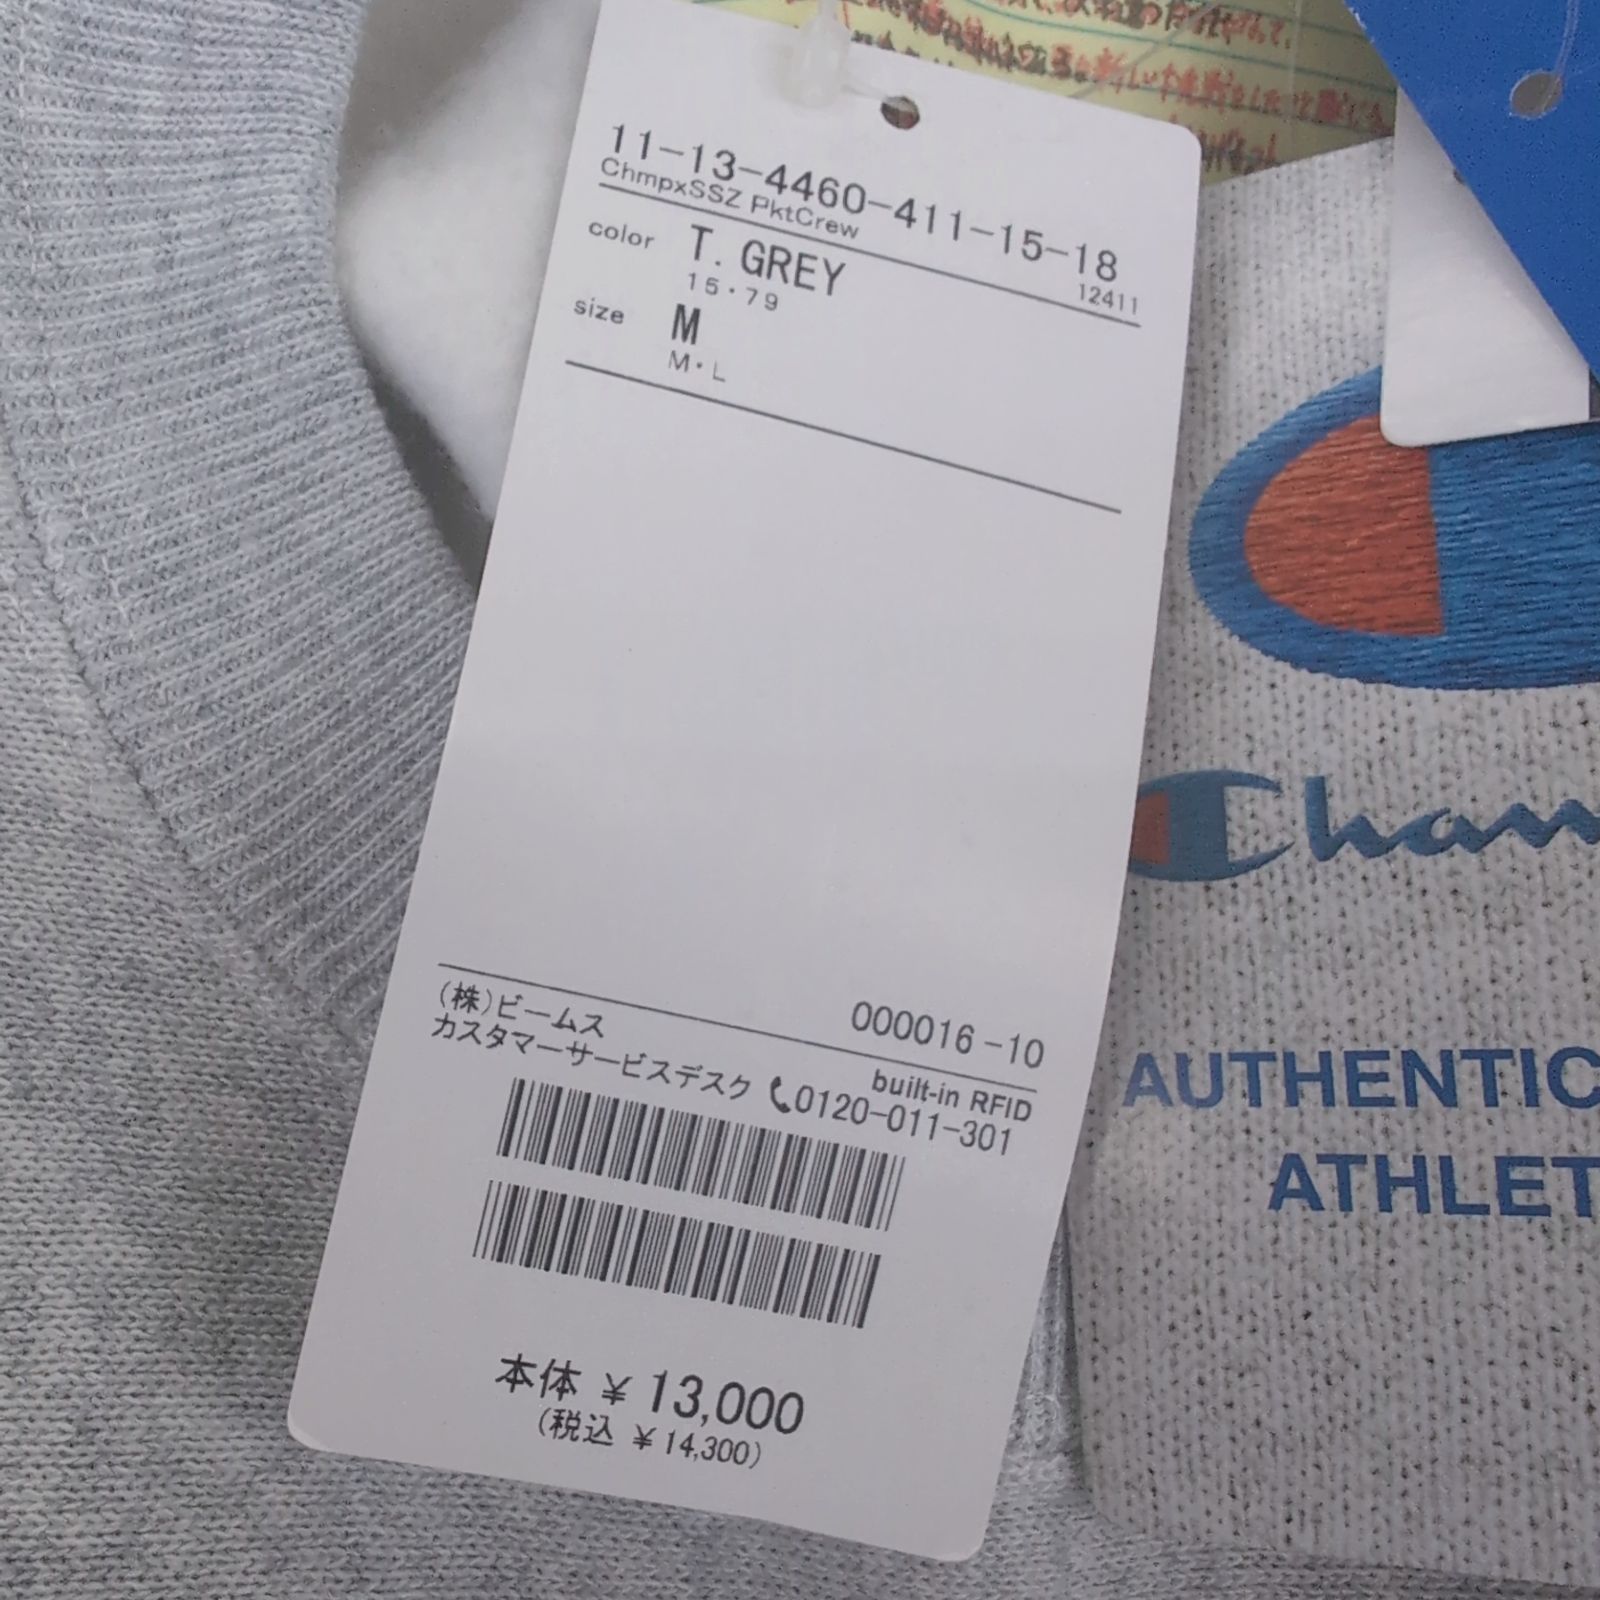 11-13-4460-411-15-18
ChmpxSSZ PktCrew
12411
color T. GREY
15・79
size M
M・L
000016-10
(株)ビームス
built-in RFID
カスタマーサービスデスク 0120-011-301
本体 ¥ 13,000
(税込 ¥ 14,300)
Cham
AUTHENTIC
ATHLET